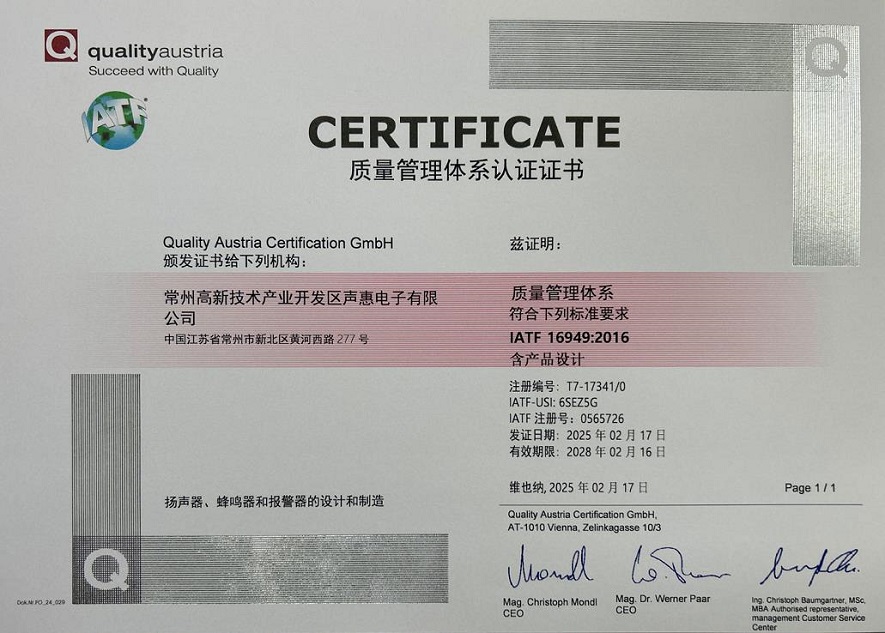 Q qualityaustria
Succeed with Quality
Q
IATF
CERTIFICATE
质量管理体系认证证书
Quality Austria Certification GmbH
颁发证书给下列机构：
兹证明：
常州高新技术产业开发区声惠电子有限
公司
中国江苏省常州市新北区黄河西路 277 号
质量管理体系
符合下列标准要求
IATF 16949:2016
含产品设计
注册编号： T7-17341/0
IATF-USI: 6SEZ5G
IATF 注册号：0565726
发证日期： 2025 年 02 月 17 日
有效期限： 2028 年 02 月 16 日
维也纳, 2025 年 02 月 17 日
Page 1 / 1
扬声器、蜂鸣器和报警器的设计和制造
Quality Austria Certification GmbH,
AT-1010 Vienna, Zelinkagasse 10/3
Q
Mag. Christoph Mondl
CEO
Mag. Dr. Werner Paar
CEO
Ing. Christoph Baumgartner, MSc,
MBA Authorised representative,
management Customer Service
Center
Dok.Nr.FO_24_029